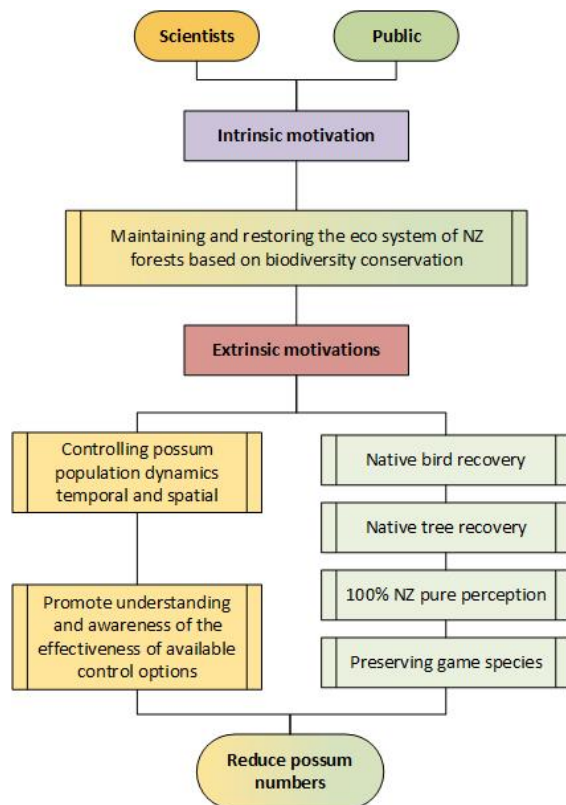 Scientists
Public
Intrinsic motivation
Maintaining and restoring the eco system of NZ
forests based on biodiversity conservation
Extrinsic motivations
Controlling possum
population dynamics
temporal and spatial
Promote understanding
and awareness of the
effectiveness of available
control options
Native bird recovery
Native tree recovery
100% NZ pure perception
Preserving game species
Reduce possum
numbers